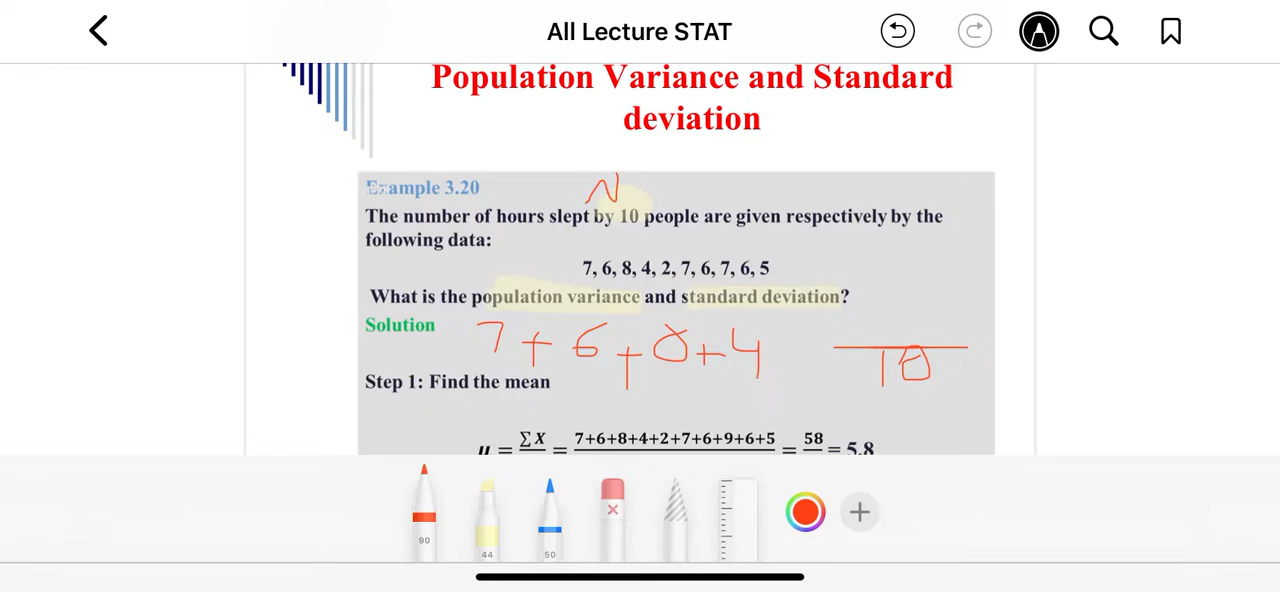 All Lecture STAT
Population Variance and Standard
deviation
Example 3.20
N
The number of hours slept by 10 people are given respectively by the
following data:
7, 6, 8, 4, 2, 7, 6, 7, 6, 5
What is the population variance and standard deviation?
Solution
7 + 6 + 8 + 4
10
Step 1: Find the mean
μ = ∑X = 7+6+8+4+2+7+6+9+6+5 = 58 = 5.8
90 44 50